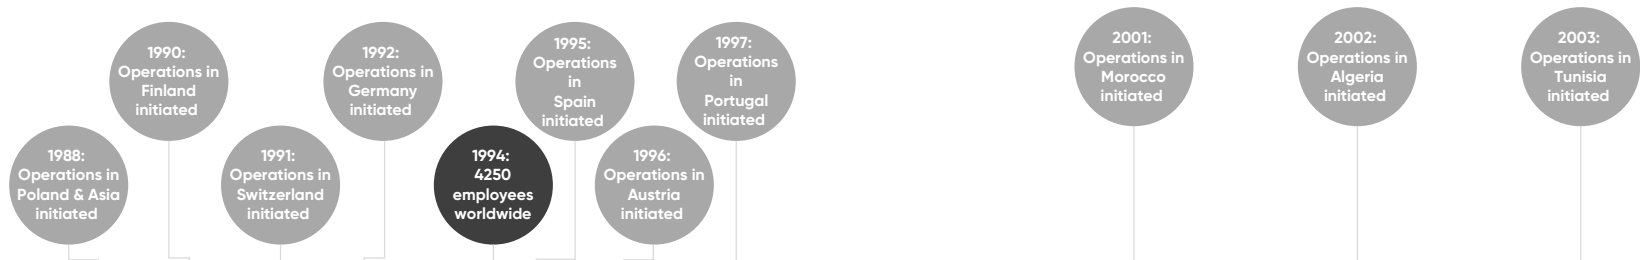 1988:
Operations in
Poland & Asia
initiated
1990:
Operations in
Finland
initiated
1991:
Operations in
Switzerland
initiated
1992:
Operations in
Germany
initiated
1994:
4250
employees
worldwide
1995:
Operations
in
Spain
initiated
1996:
Operations in
Austria
initiated
1997:
Operations
in
Portugal
initiated
2001:
Operations in
Morocco
initiated
2002:
Operations in
Algeria
initiated
2003:
Operations in
Tunisia
initiated